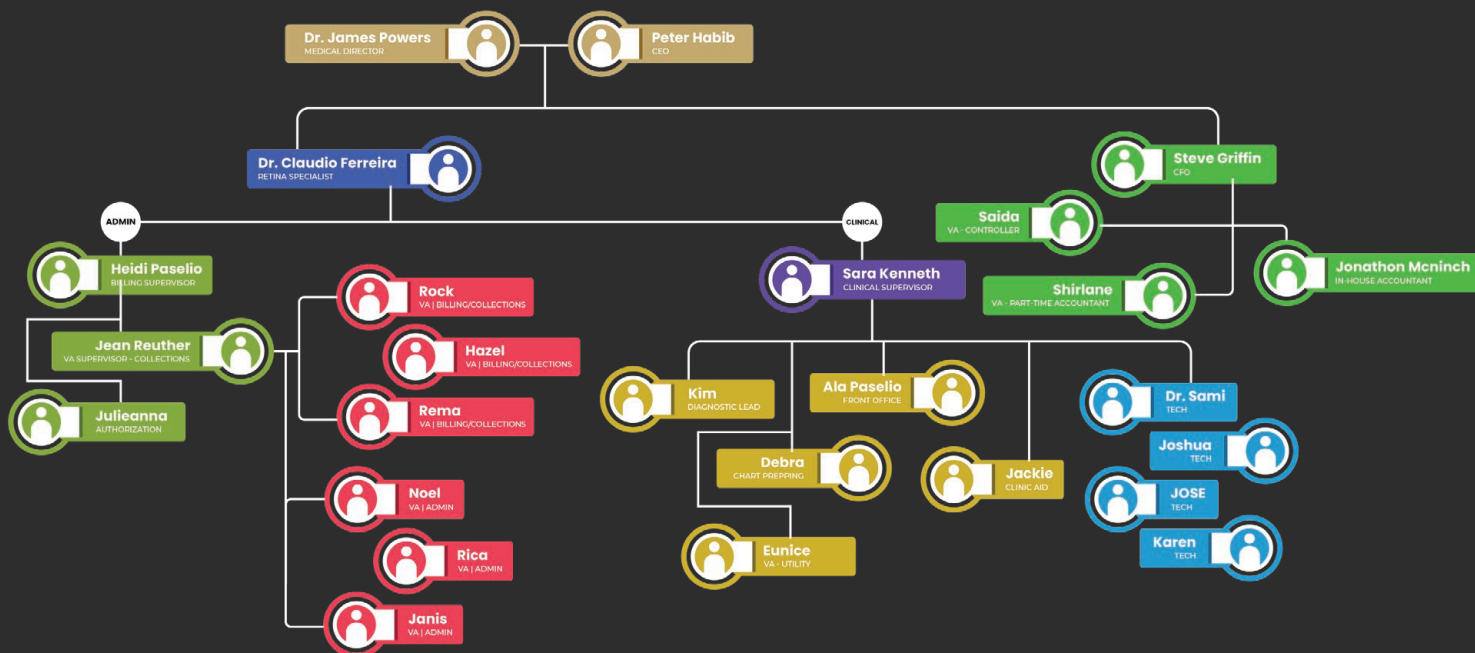 Dr. James Powers
MEDICAL DIRECTOR
Peter Habib
CEO
Dr. Claudio Ferreira
RETINA SPECIALIST
Steve Griffin
CFO
ADMIN
CLINICAL
Saida
VA - CONTROLLER
Heidi Paselio
BILLING SUPERVISOR
Sara Kenneth
CLINICAL SUPERVISOR
Jonathon Mcninch
IN-HOUSE ACCOUNTANT
Shirlane
VA - PART-TIME ACCOUNTANT
Rock
VA | BILLING/COLLECTIONS
Jean Reuther
VA SUPERVISOR - COLLECTIONS
Hazel
VA | BILLING/COLLECTIONS
Julieanna
AUTHORIZATION
Rema
VA | BILLING/COLLECTIONS
Kim
DIAGNOSTIC LEAD
Ala Paselio
FRONT OFFICE
Dr. Sami
TECH
Joshua
TECH
Debra
CHART PREPPING
Jackie
CLINIC AID
JOSE
TECH
Noel
VA | ADMIN
Rica
VA | ADMIN
Eunice
VA - UTILITY
Karen
TECH
Janis
VA | ADMIN